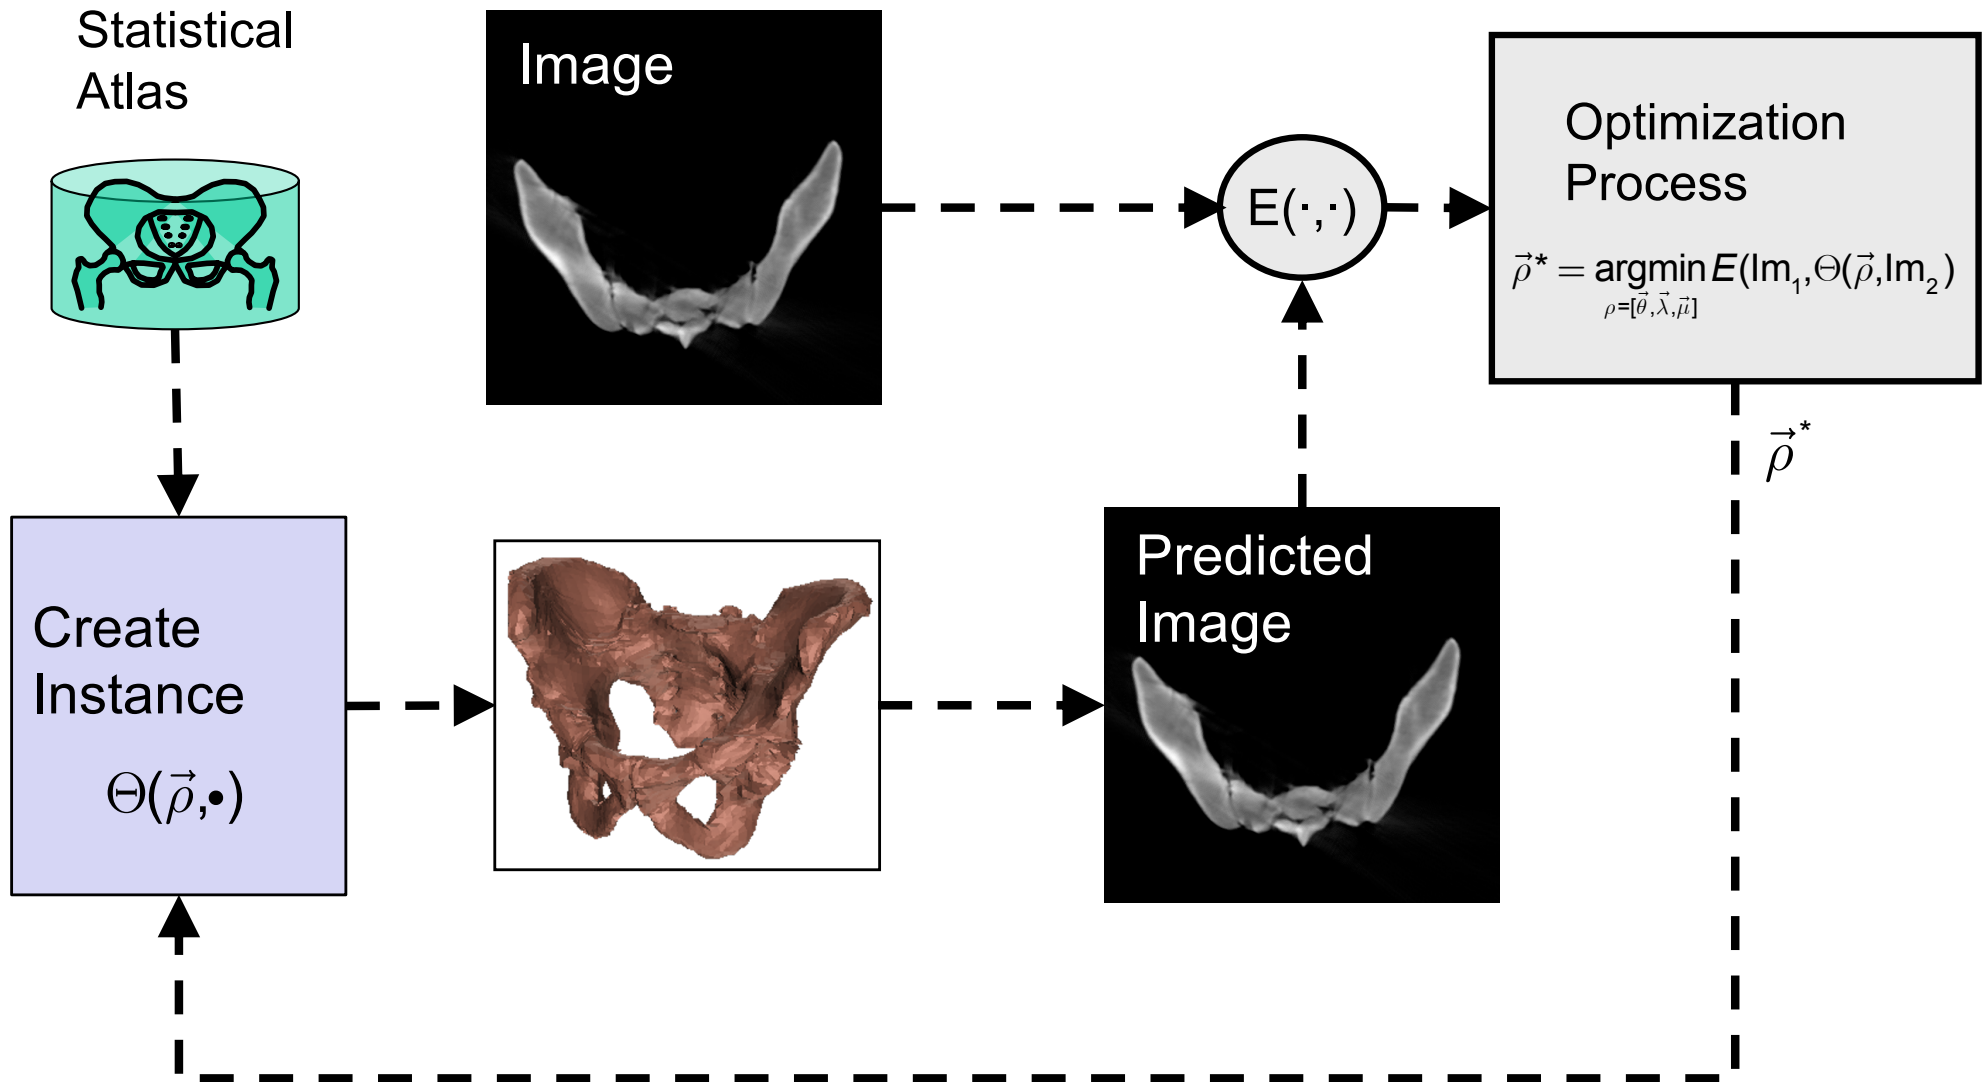 Statistical
Atlas
Image
E(·,·)
Optimization
Process
ρ⃗* = argmin E(Im₁,Θ(ρ⃗,Im₂)
ρ=[θ⃗,λ⃗,μ⃗]
ρ⃗*
Create
Instance
Θ(ρ⃗,•)
Predicted
Image